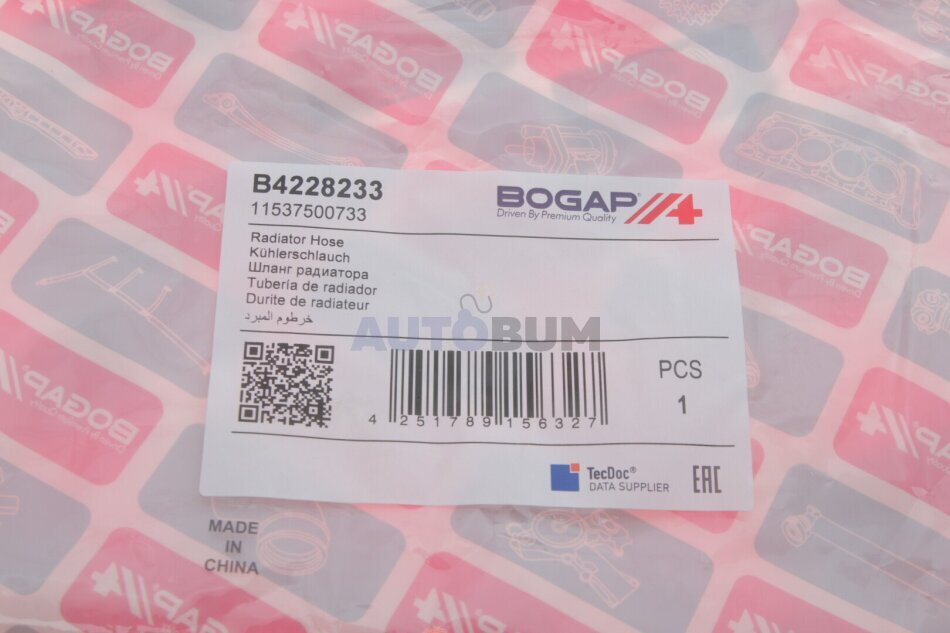 B4228233
11537500733
BOGAP
Driven By Premium Quality
Radiator Hose
Kühlerschlauch
Шланг радиатора
Tubería de radiador
Durite de radiateur
خرطوم المبرد
AUTOBUM
PCS
1
4 251789 156327
TecDoc®
DATA SUPPLIER
EAC
MADE
IN
CHINA